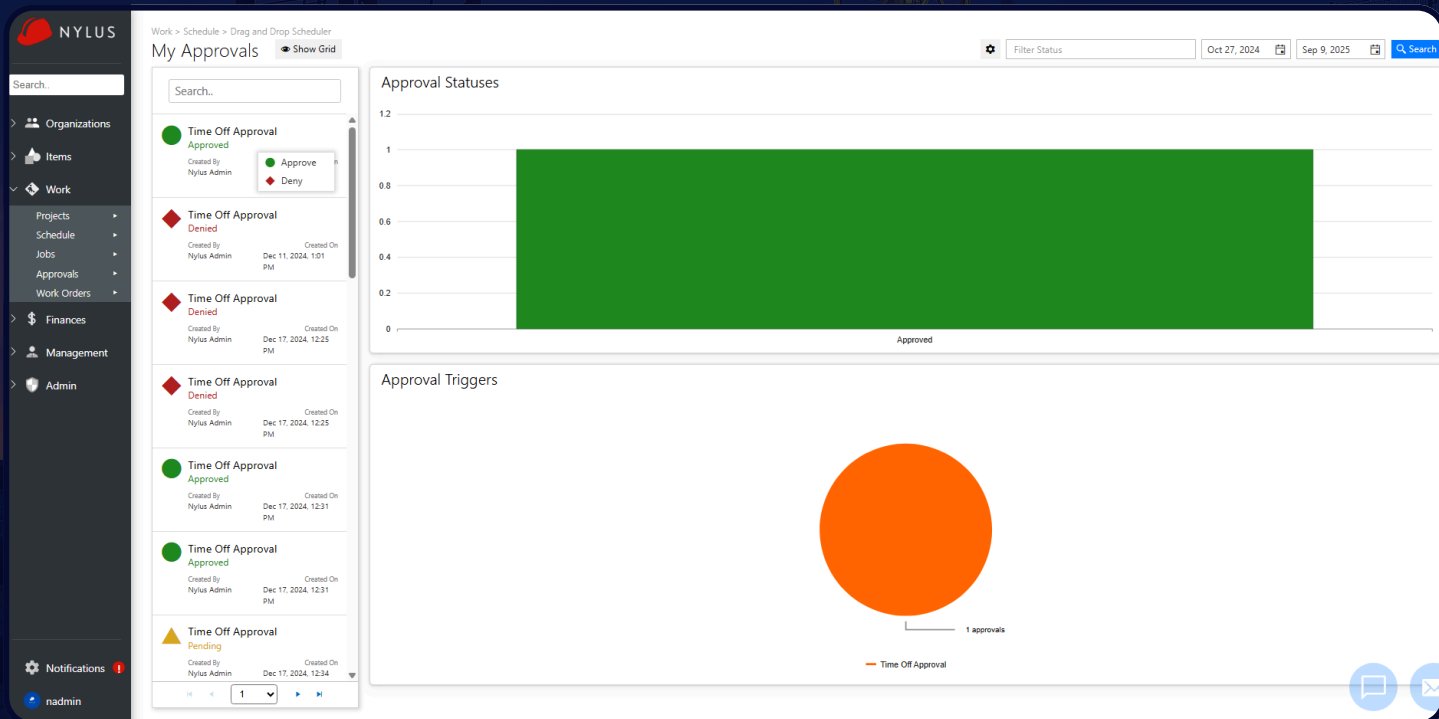 NYLUS
Search..
Organizations
Items
Work
Projects
Schedule
Jobs
Approvals
Work Orders
Finances
Management
Admin
Notifications
nadmin
Work > Schedule > Drag and Drop Scheduler
My Approvals
Show Grid
Filter Status
Oct 27, 2024
Sep 9, 2025
Search
Search..
Time Off Approval
Approved
Created By
Nylus Admin
Approve
Deny
Time Off Approval
Denied
Created By Created On
Nylus Admin Dec 11, 2024, 1:01
PM
Time Off Approval
Denied
Created By Created On
Nylus Admin Dec 17, 2024, 12:25
PM
Time Off Approval
Denied
Created By Created On
Nylus Admin Dec 17, 2024, 12:25
PM
Time Off Approval
Approved
Created By Created On
Nylus Admin Dec 17, 2024, 12:31
PM
Time Off Approval
Approved
Created By Created On
Nylus Admin Dec 17, 2024, 12:31
PM
Time Off Approval
Pending
Created By Created On
Nylus Admin Dec 17, 2024, 12:34
1
Approval Statuses
1.2
1
0.8
0.6
0.4
0.2
0
Approved
Approval Triggers
1 approvals
Time Off Approval